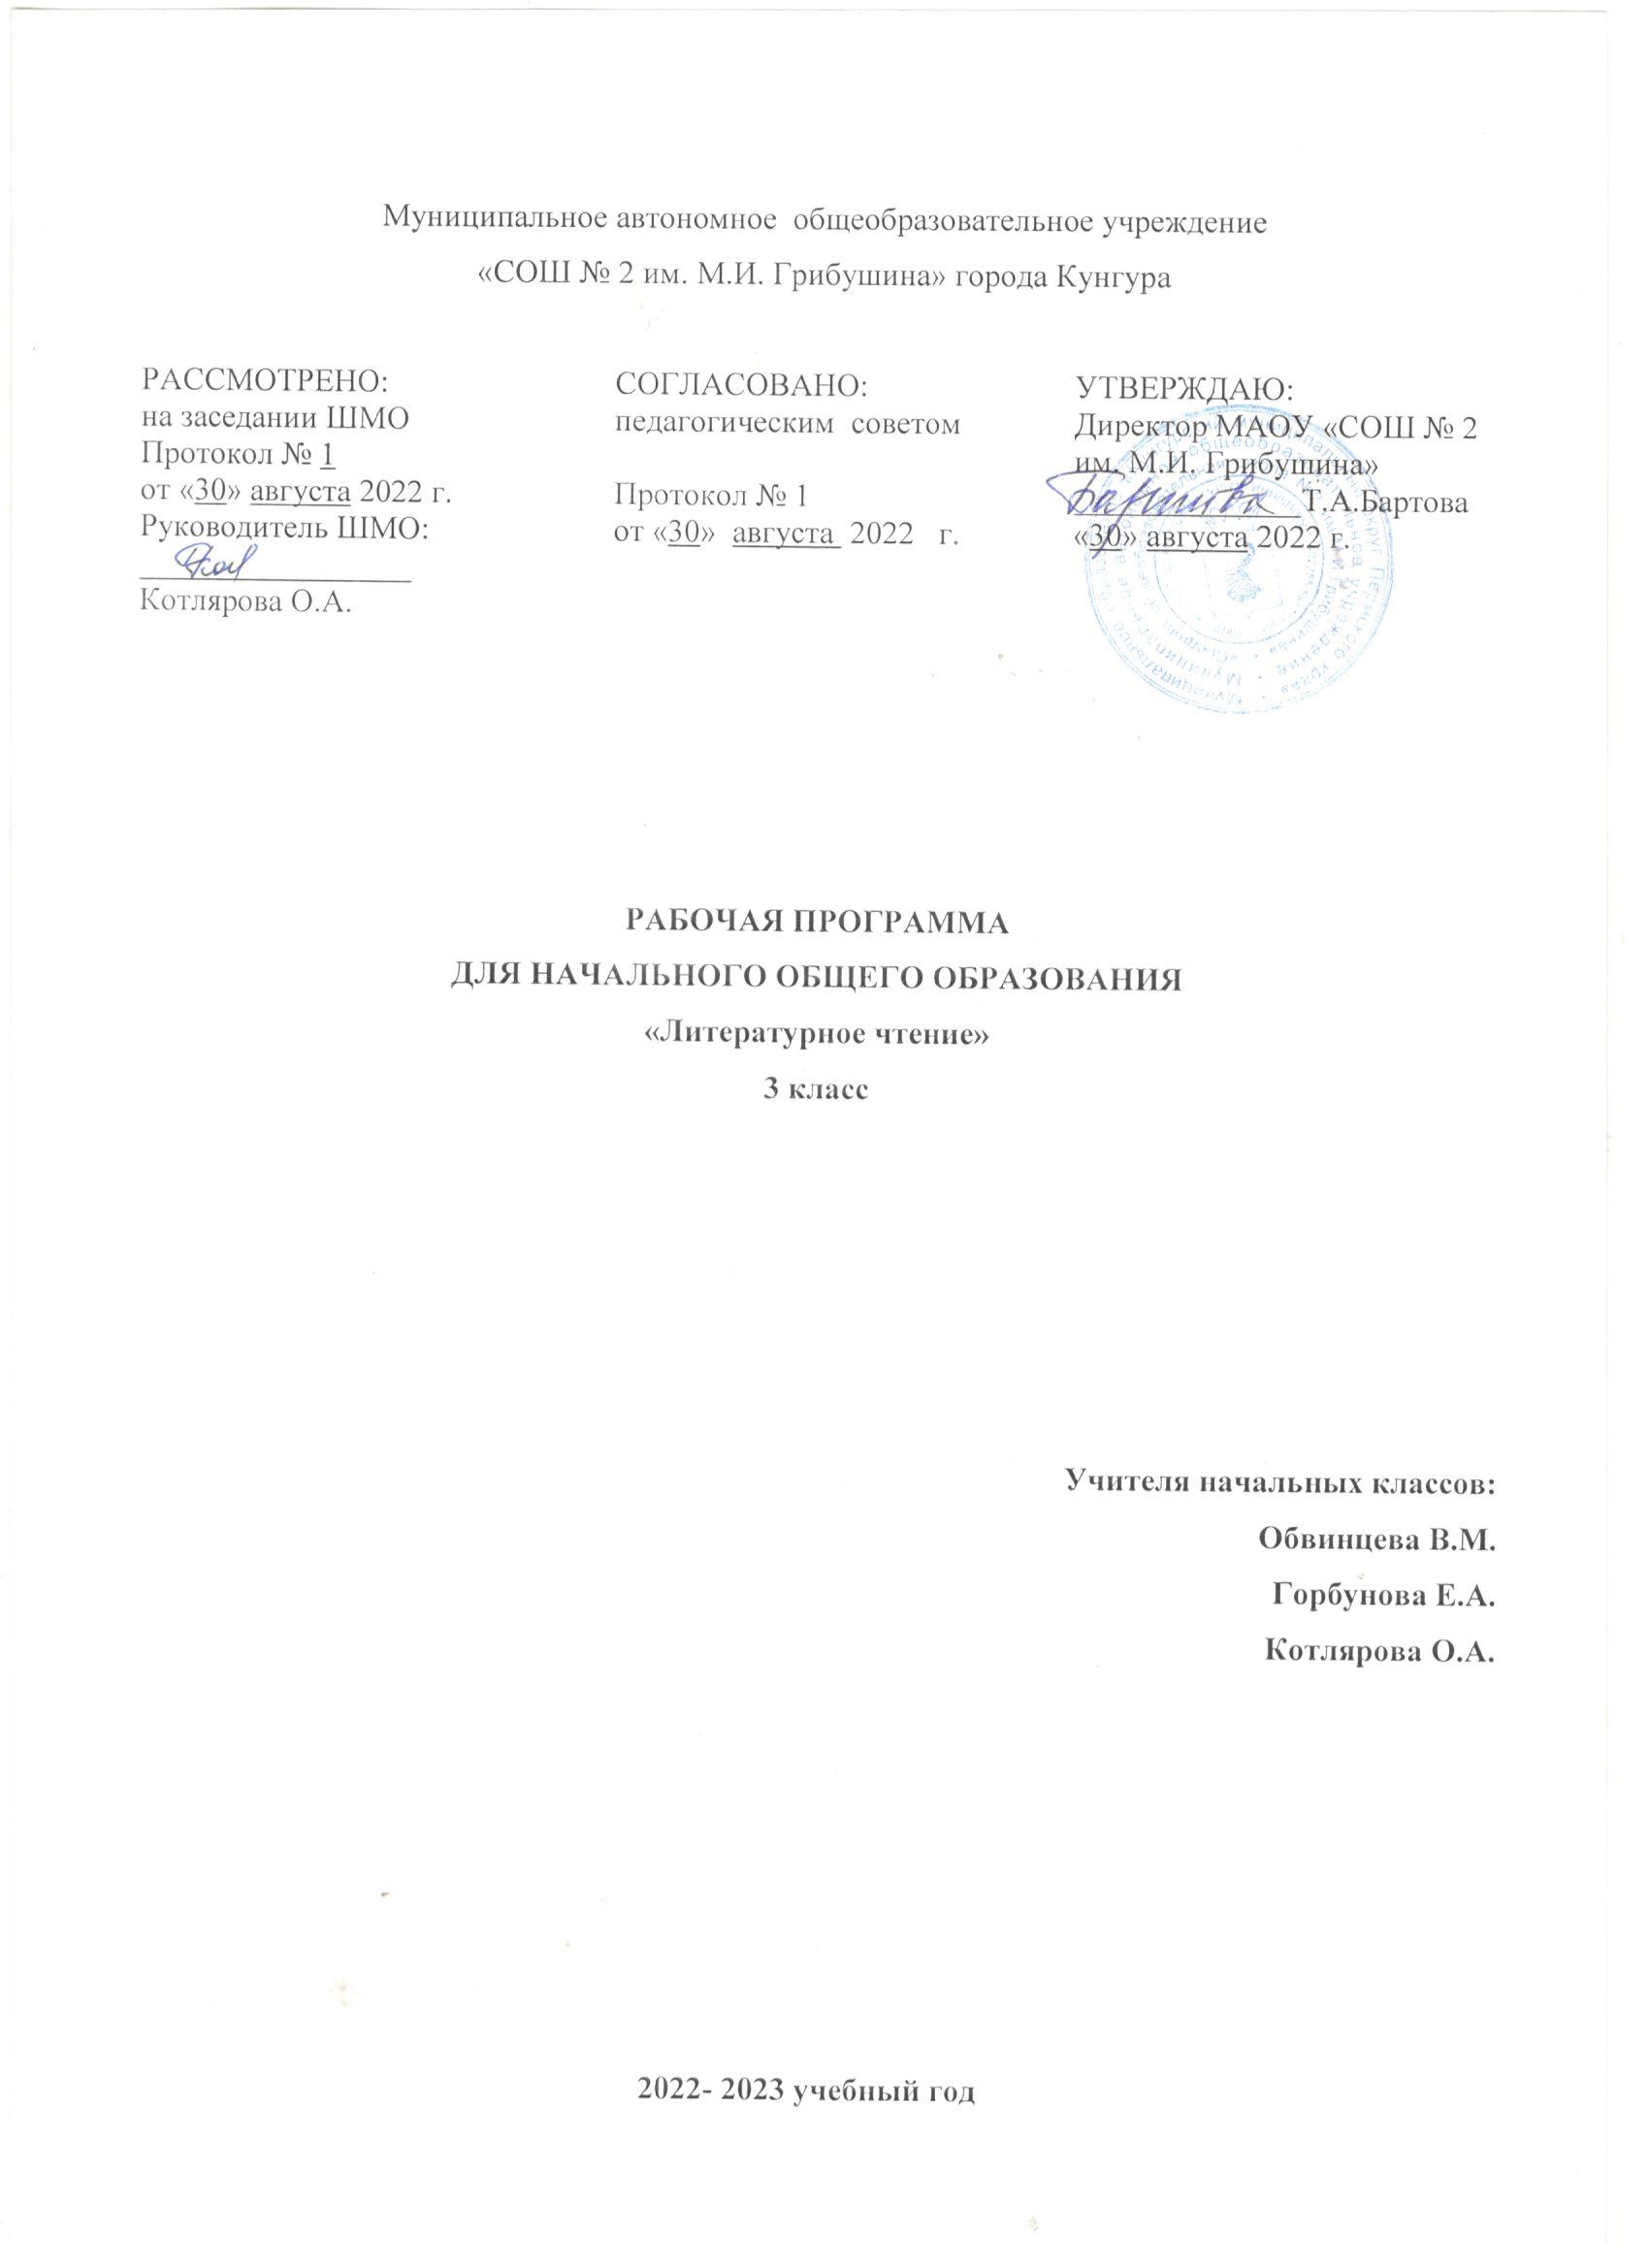 Муниципальное автономное общеобразовательное учреждение
«СОШ № 2 им. М.И. Грибушина» города Кунгура
РАССМОТРЕНО:
на заседании ШМО
Протокол № 1
от «30» августа 2022 г.
Руководитель ШМО:
Котлярова О.А.
СОГЛАСОВАНО:
педагогическим советом
Протокол № 1
от «30» августа 2022 г.
УТВЕРЖДАЮ:
Директор МАОУ «СОШ № 2
им. М.И. Грибушина»
Т.А.Бартова
«30» августа 2022 г.
РАБОЧАЯ ПРОГРАММА
ДЛЯ НАЧАЛЬНОГО ОБЩЕГО ОБРАЗОВАНИЯ
«Литературное чтение»
3 класс
Учителя начальных классов:
Обвинцева В.М.
Горбунова Е.А.
Котлярова О.А.
2022- 2023 учебный год